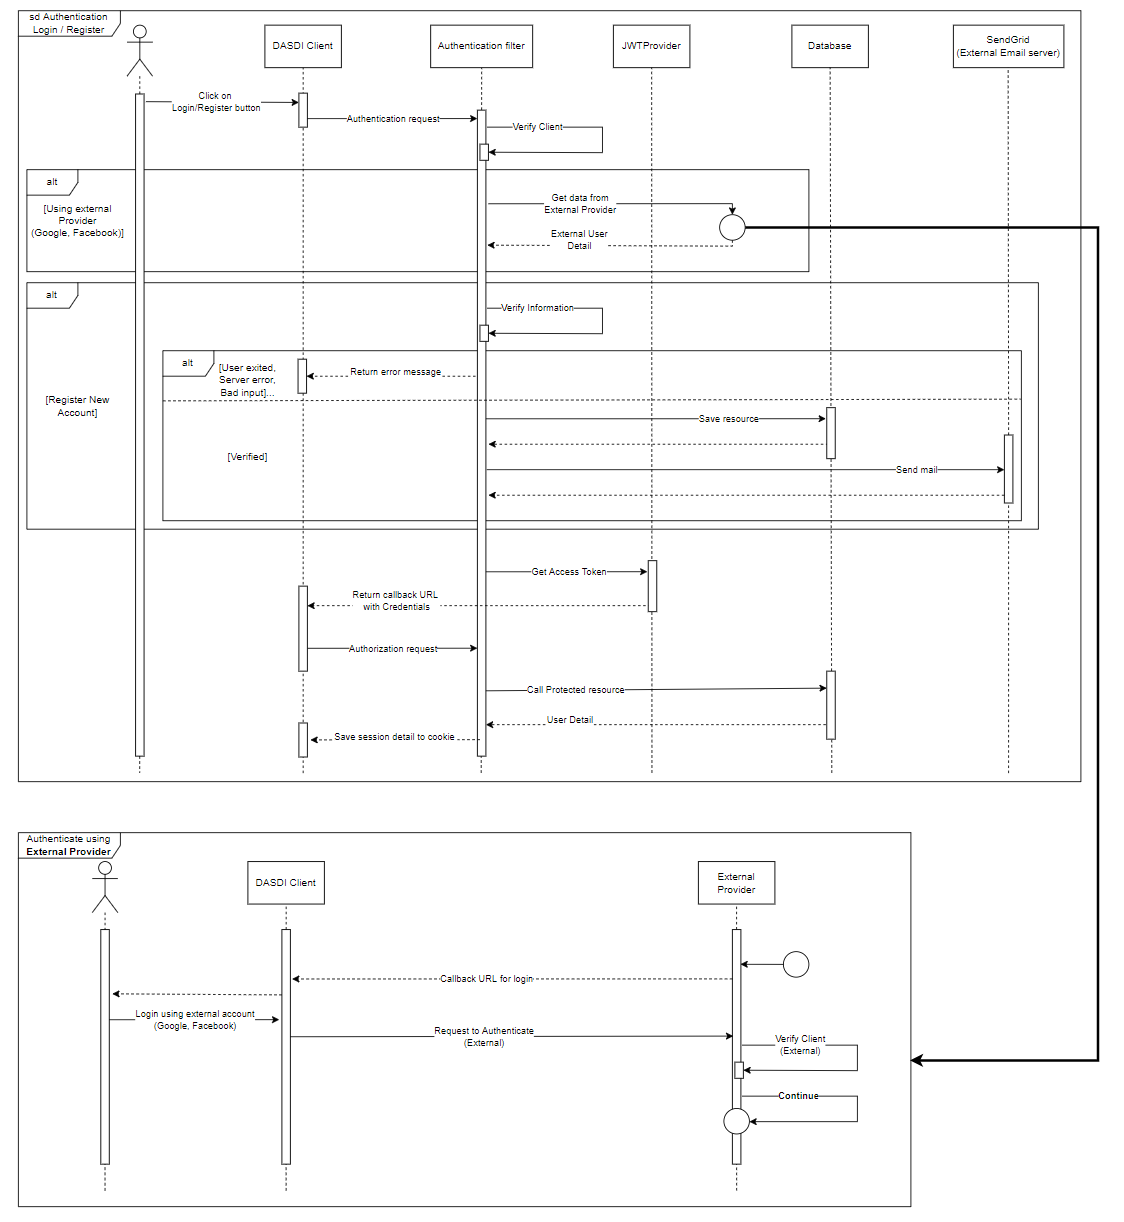 sd Authentication
Login / Register
DASDI Client
Authentication filter
JWTProvider
Database
SendGrid
(External Email server)
Click on
Login/Register button
Authentication request
Verify Client
alt
[Using external
Provider
(Google, Facebook)]
Get data from
External Provider
External User
Detail
alt
Verify Information
alt
[User exited,
Server error,
Bad input]...
Return error message
[Register New
Account]
Save resource
[Verified]
Send mail
Get Access Token
Return callback URL
with Credentials
Authorization request
Call Protected resource
User Detail
Save session detail to cookie
Authenticate using
External Provider
DASDI Client
External
Provider
Callback URL for login
Login using external account
(Google, Facebook)
Request to Authenticate
(External)
Verify Client
(External)
Continue